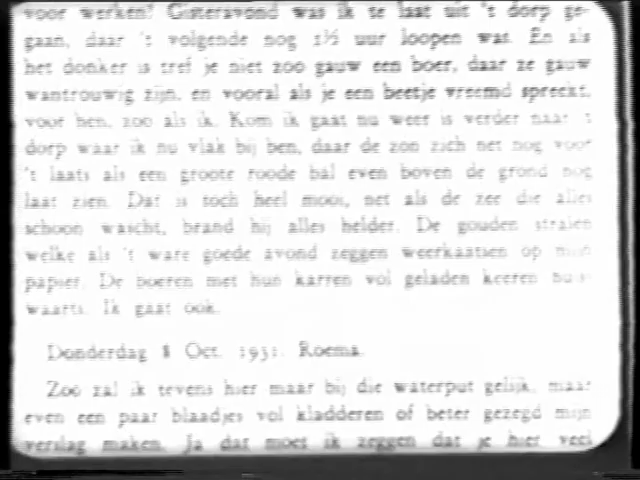 voor werken? Gisteravond was ik te laat uit 't dorp ge-
gaan, daar 't volgende nog 1½ uur loopen was. En als
het donker is tref je niet zoo gauw een boer, daar ze gauw
wantrouwig zijn, en vooral als je een beetje vreemd spreekt,
voor hen, zoo als ik. Kom ik gaat nu weer is verder naar 't
dorp waar ik nu vlak bij ben, daar de zon zich net nog voor
't laats als een groote roode bal even boven de grond nog
laat zien. Dat is toch heel mooi, net als de zee die alles
schoon wascht, brand hij alles helder. De gouden stralen
welke als 't ware goede avond zeggen weerkaatsen op mijn
papier. De boeren met hun karren vol geladen keeren huis-
waarts. Ik gaat ook.
Donderdag 8 Oct. 1931. Roema.
Zoo zal ik tevens hier maar bij die waterput gelijk, maar
even een paar blaadjes vol kladderen of beter gezegd mijn
verslag maken. Ja dat moet ik zeggen dat je hier veel